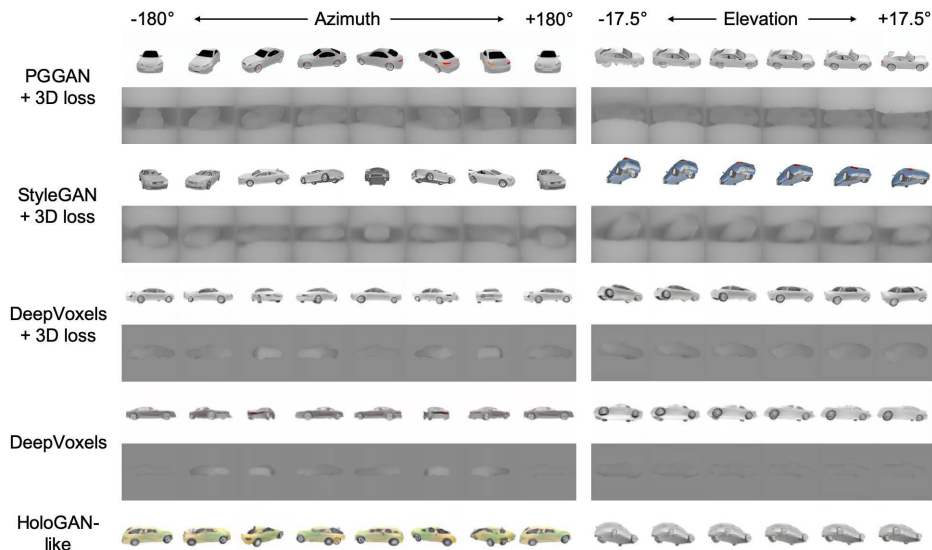 -180° Azimuth +180° -17.5° Elevation +17.5°
PGGAN
+ 3D loss
StyleGAN
+ 3D loss
DeepVoxels
+ 3D loss
DeepVoxels
HoloGAN-
like